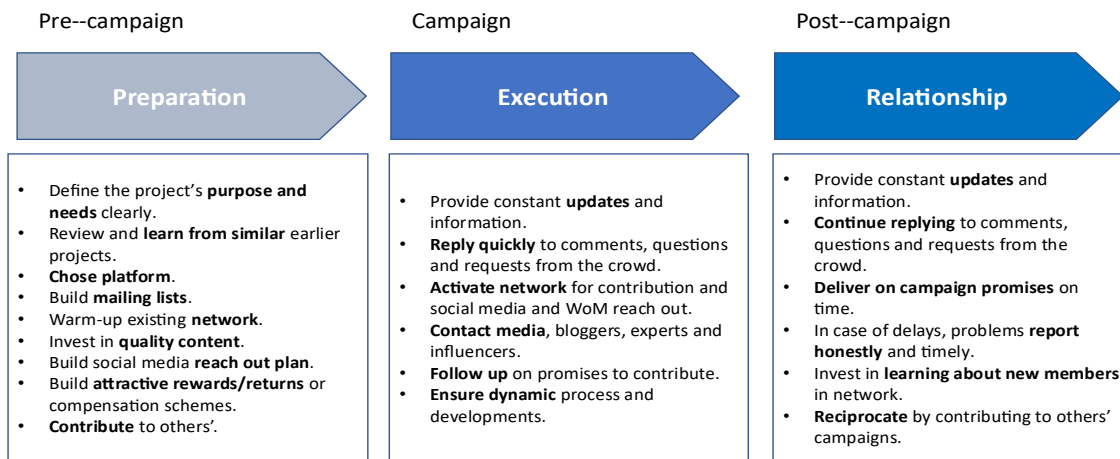 Pre--campaign
Campaign
Post--campaign
Preparation
Execution
Relationship
• Define the project's purpose and
needs clearly.
• Review and learn from similar earlier
projects.
• Chose platform.
• Build mailing lists.
• Warm-up existing network.
• Invest in quality content.
• Build social media reach out plan.
• Build attractive rewards/returns or
compensation schemes.
• Contribute to others'.
• Provide constant updates and
information.
• Reply quickly to comments, questions
and requests from the crowd.
• Activate network for contribution and
social media and WoM reach out.
• Contact media, bloggers, experts and
influencers.
• Follow up on promises to contribute.
• Ensure dynamic process and
developments.
• Provide constant updates and
information.
• Continue replying to comments,
questions and requests from the
crowd.
• Deliver on campaign promises on
time.
• In case of delays, problems report
honestly and timely.
• Invest in learning about new members
in network.
• Reciprocate by contributing to others'
campaigns.